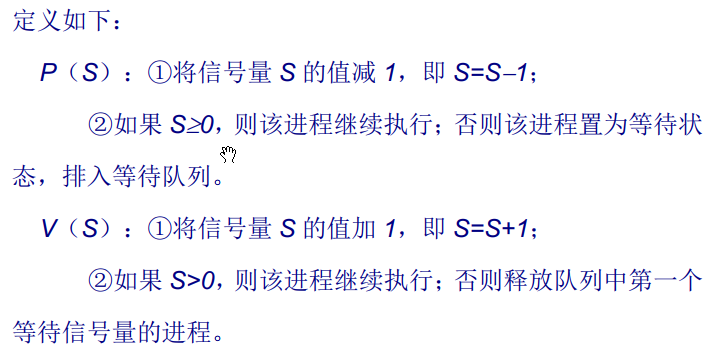 定义如下：
P（S）：①将信号量 S 的值减 1，即 S=S−1；
②如果 S≥0，则该进程继续执行；否则该进程置为等待状
态，排入等待队列。
V（S）：①将信号量 S 的值加 1，即 S=S+1；
②如果 S>0，则该进程继续执行；否则释放队列中第一个
等待信号量的进程。